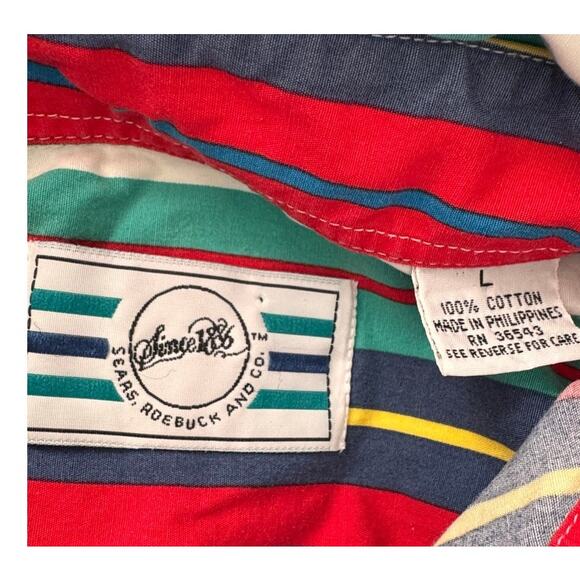 Since 1886 ™
SEARS, ROEBUCK AND CO.
L
100% COTTON
MADE IN PHILIPPINES
RN 36543
SEE REVERSE FOR CARE